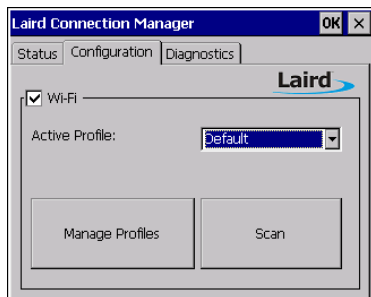 Laird Connection Manager OK ×
Status Configuration Diagnostics
Laird
Wi-Fi
Active Profile: Default
Manage Profiles Scan